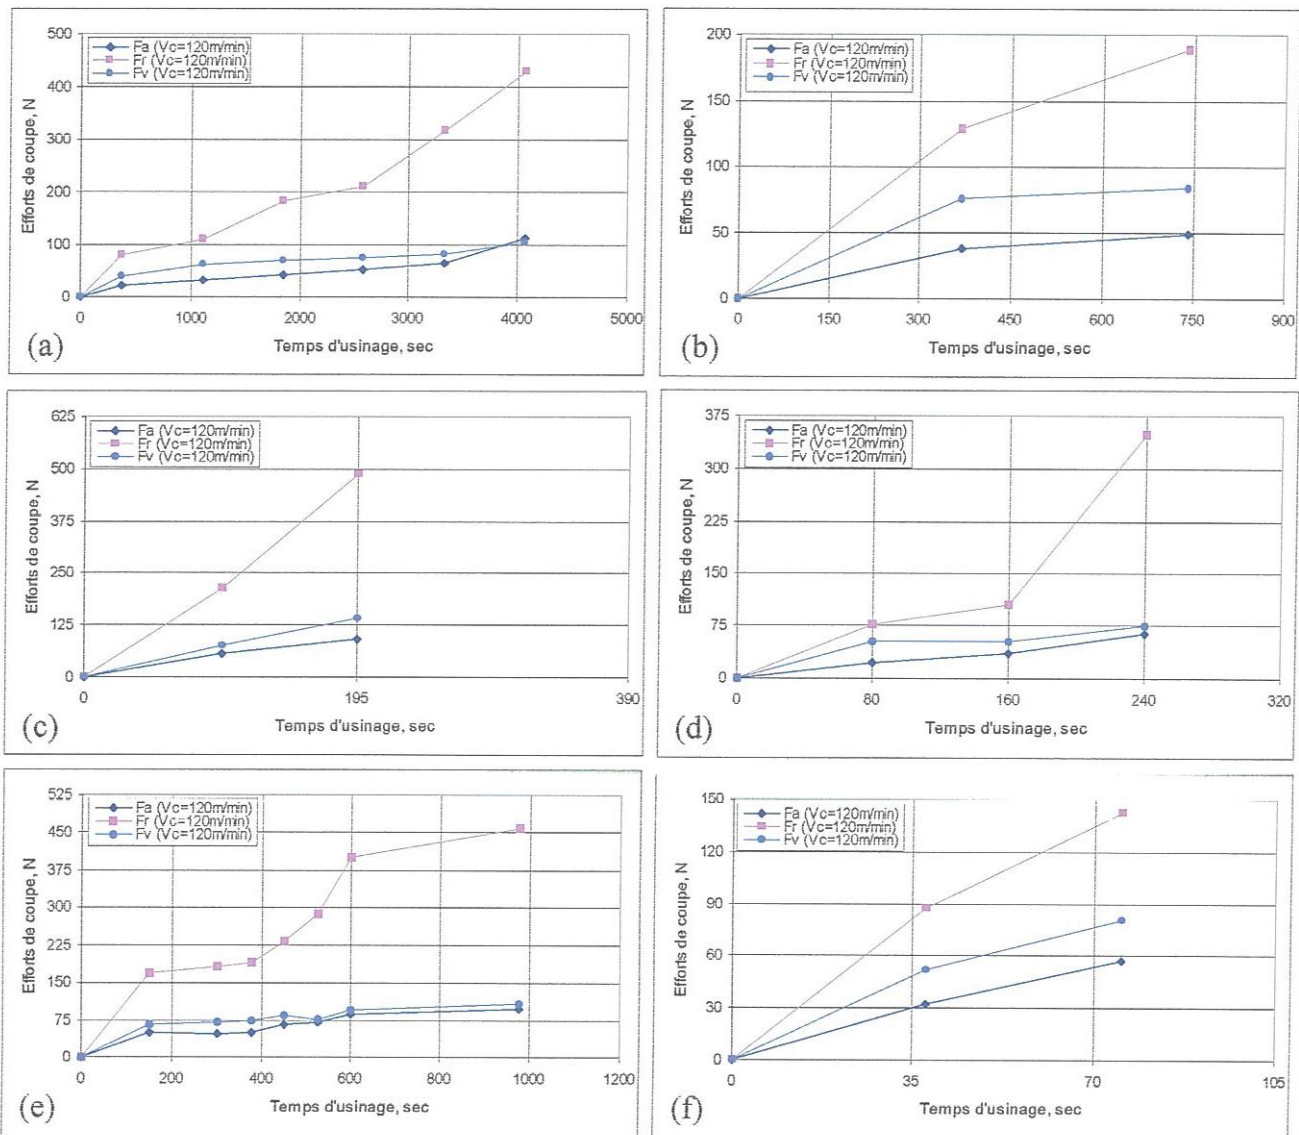 500
400
300
200
100
0
Efforts de coupe, N
Fa (Vc=120m/min)
Fr (Vc=120m/min)
Fv (Vc=120m/min)
0 1000 2000 3000 4000 5000
Temps d'usinage, sec
(a)
200
150
100
50
0
Efforts de coupe, N
Fa (Vc=120m/min)
Fr (Vc=120m/min)
Fv (Vc=120m/min)
0 150 300 450 600 750 900
Temps d'usinage, sec
(b)
625
500
375
250
125
0
Efforts de coupe, N
Fa (Vc=120m/min)
Fr (Vc=120m/min)
Fv (Vc=120m/min)
0 195 390
Temps d'usinage, sec
(c)
375
300
225
150
75
0
Efforts de coupe, N
Fa (Vc=120m/min)
Fr (Vc=120m/min)
Fv (Vc=120m/min)
0 80 160 240 320
Temps d'usinage, sec
(d)
525
450
375
300
225
150
75
0
Efforts de coupe, N
Fa (Vc=120m/min)
Fr (Vc=120m/min)
Fv (Vc=120m/min)
0 200 400 600 800 1000 1200
Temps d'usinage, sec
(e)
150
120
90
60
30
0
Efforts de coupe, N
Fa (Vc=120m/min)
Fr (Vc=120m/min)
Fv (Vc=120m/min)
0 35 70 105
Temps d'usinage, sec
(f)